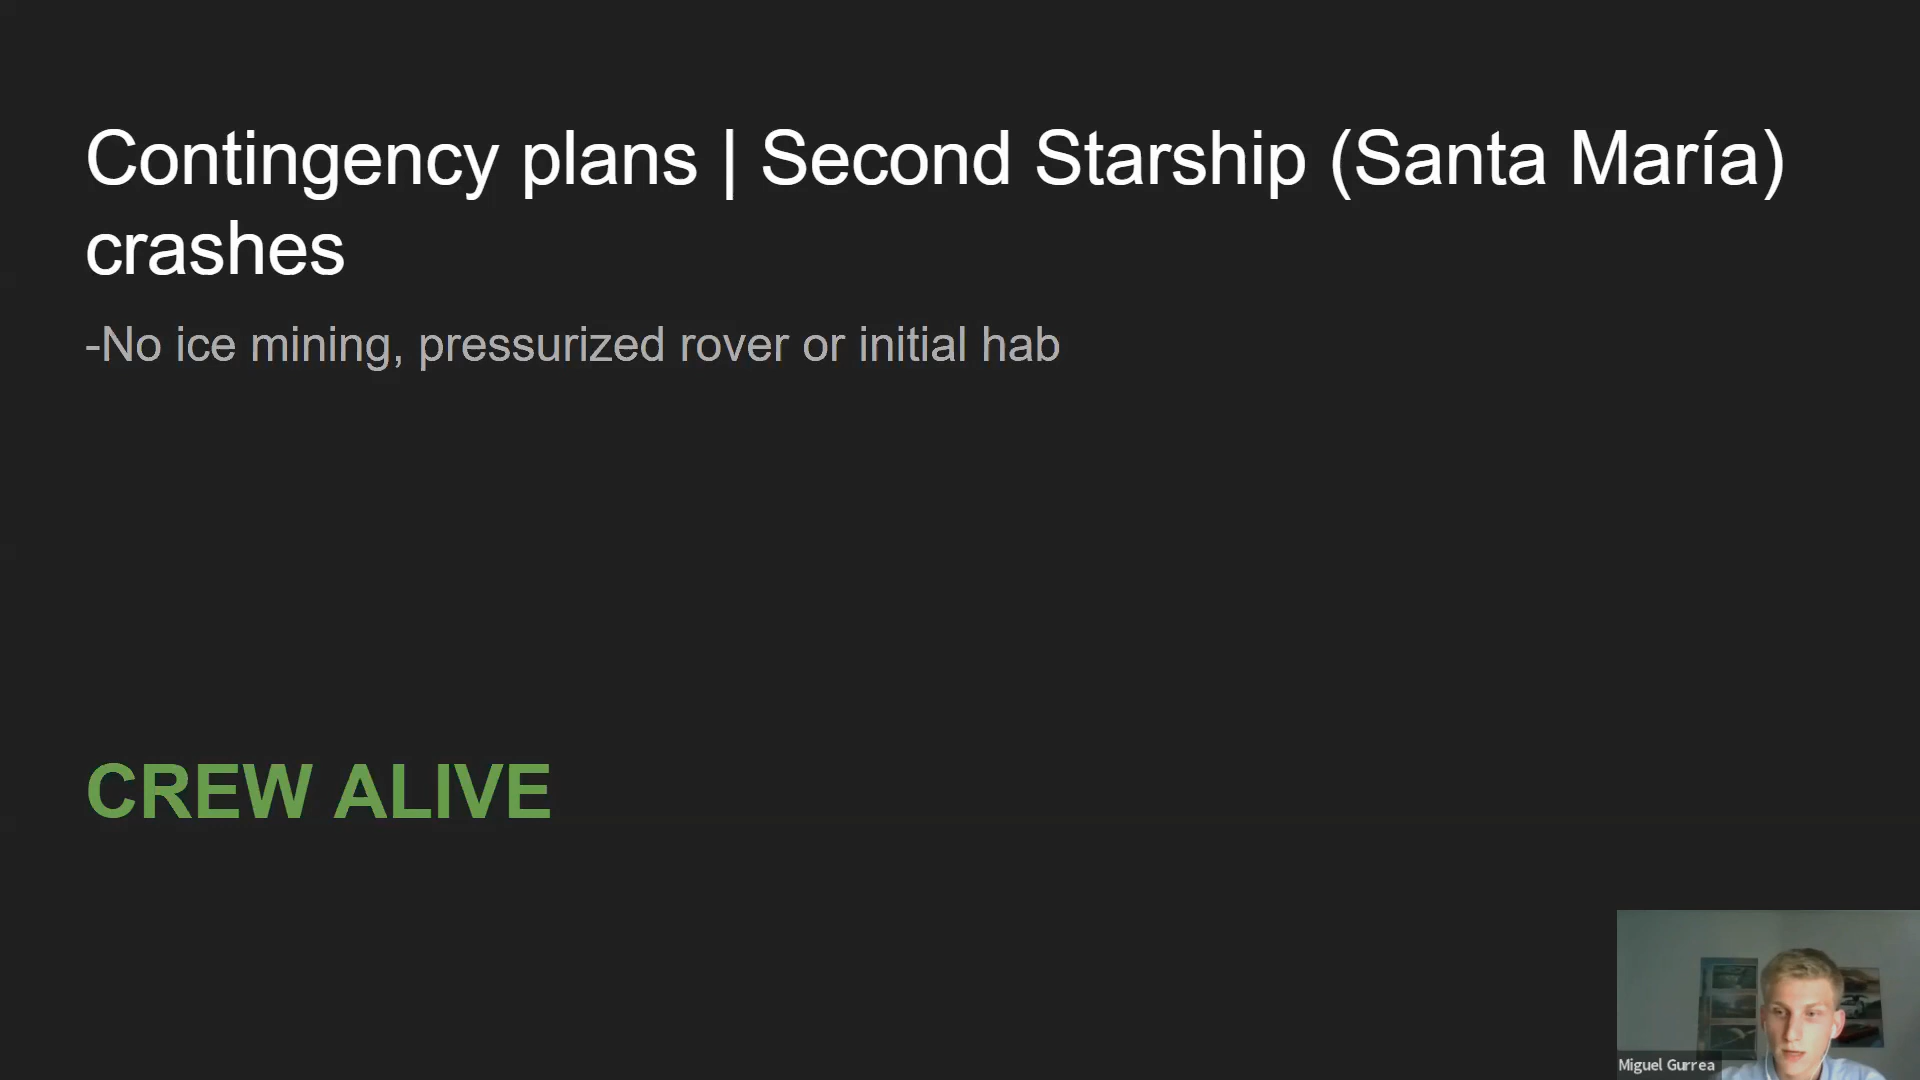 Contingency plans | Second Starship (Santa María)
crashes
-No ice mining, pressurized rover or initial hab
CREW ALIVE
Miguel Gurrea